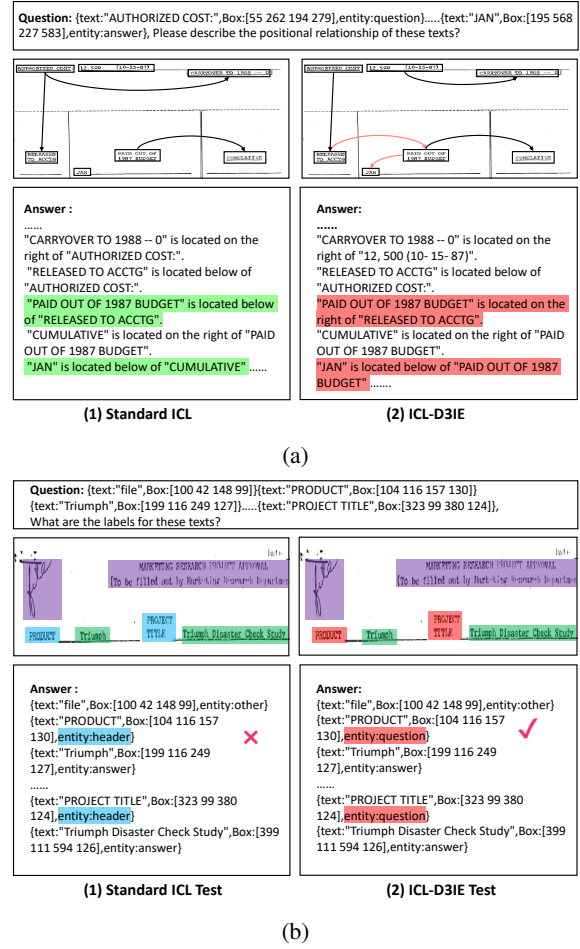 Question: {text:"AUTHORIZED COST:",Box:[55 262 194 279],entity:question}.....{text:"JAN",Box:[195 568
227 583],entity:answer}, Please describe the positional relationship of these texts?
AUTHORIZED COST: 12,500 (10-15-87)
CARRYOVER TO 1988 -- 0
RELEASED
TO ACCTG
PAID OUT OF
1987 BUDGET
CUMULATIVE
JAN
AUTHORIZED COST: 12,500 (10-15-87)
CARRYOVER TO 1988 -- 0
RELEASED
TO ACCTG
PAID OUT OF
1987 BUDGET
CUMULATIVE
JAN
Answer :
......
"CARRYOVER TO 1988 -- 0" is located on the
right of "AUTHORIZED COST:".
"RELEASED TO ACCTG" is located below of
"AUTHORIZED COST:".
"PAID OUT OF 1987 BUDGET" is located below
of "RELEASED TO ACCTG".
"CUMULATIVE" is located on the right of "PAID
OUT OF 1987 BUDGET".
"JAN" is located below of "CUMULATIVE" ......
(1) Standard ICL
Answer:
......
"CARRYOVER TO 1988 -- 0" is located on the
right of "12, 500 (10- 15- 87)".
"RELEASED TO ACCTG" is located below of
"AUTHORIZED COST:".
"PAID OUT OF 1987 BUDGET" is located on the
right of "RELEASED TO ACCTG".
"CUMULATIVE" is located on the right of "PAID
OUT OF 1987 BUDGET".
"JAN" is located below of "PAID OUT OF 1987
BUDGET" .......
(2) ICL-D3IE
(a)
Question: {text:"file",Box:[100 42 148 99]}{text:"PRODUCT",Box:[104 116 157 130]}
{text:"Triumph",Box:[199 116 249 127]}.....{text:"PROJECT TITLE",Box:[323 99 380 124]},
What are the labels for these texts?
MARKETING RESEARCH PROJECT APPROVAL
(To be filled out by Marketing Research Departmen
PROJECT
PRODUCT Triumph TITLE Triumph Disaster Check Study
MARKETING RESEARCH PROJECT APPROVAL
(To be filled out by Marketing Research Departmen
PROJECT
PRODUCT Triumph TITLE Triumph Disaster Check Study
Answer :
{text:"file",Box:[100 42 148 99],entity:other}
{text:"PRODUCT",Box:[104 116 157
130],entity:header}
{text:"Triumph",Box:[199 116 249
127],entity:answer}
......
{text:"PROJECT TITLE",Box:[323 99 380
124],entity:header}
{text:"Triumph Disaster Check Study",Box:[399
111 594 126],entity:answer}
(1) Standard ICL Test
Answer:
{text:"file",Box:[100 42 148 99],entity:other}
{text:"PRODUCT",Box:[104 116 157
130],entity:question}
{text:"Triumph",Box:[199 116 249
127],entity:answer}
......
{text:"PROJECT TITLE",Box:[323 99 380
124],entity:question}
{text:"Triumph Disaster Check Study",Box:[399
111 594 126],entity:answer}
(2) ICL-D3IE Test
(b)